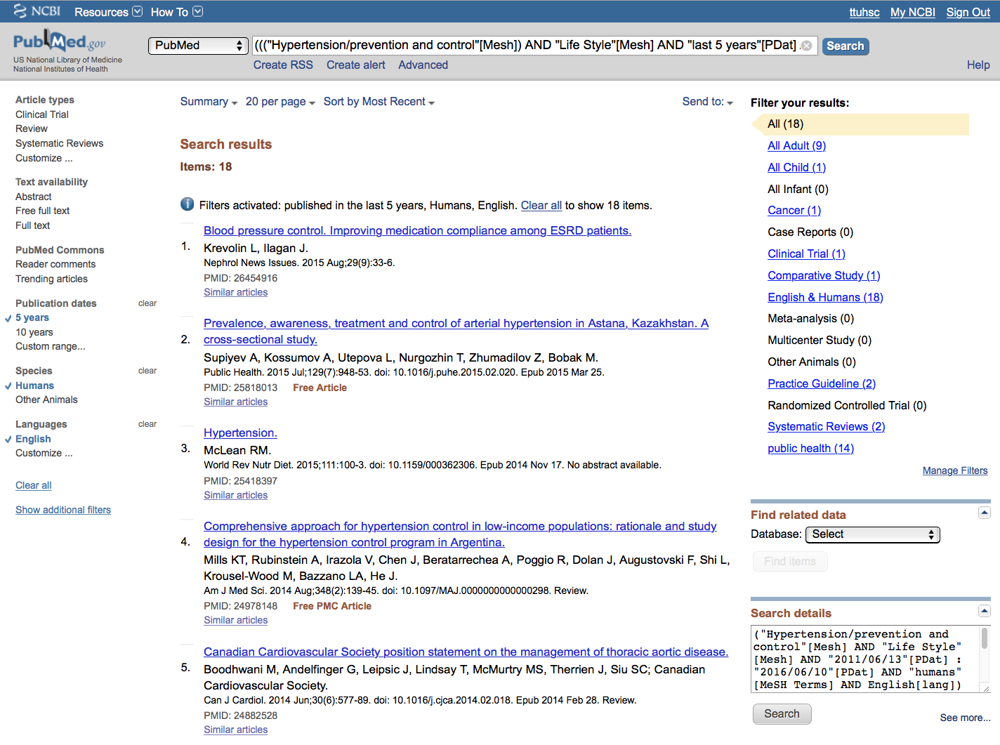 NCBI Resources How To ttuhsc My NCBI Sign Out
PubMed.gov
US National Library of Medicine
National Institutes of Health
PubMed ((("Hypertension/prevention and control"[Mesh]) AND "Life Style"[Mesh] AND "last 5 years"[PDat] Search
Create RSS Create alert Advanced Help
Article types
Clinical Trial
Review
Systematic Reviews
Customize ...
Text availability
Abstract
Free full text
Full text
PubMed Commons
Reader comments
Trending articles
Publication dates clear
5 years
10 years
Custom range...
Species clear
Humans
Other Animals
Languages clear
English
Customize ...
Clear all
Show additional filters
Summary 20 per page Sort by Most Recent Send to:
Search results
Items: 18
Filters activated: published in the last 5 years, Humans, English. Clear all to show 18 items.
Blood pressure control. Improving medication compliance among ESRD patients.
1. Krevolin L, Ilagan J.
Nephrol News Issues. 2015 Aug;29(9):33-6.
PMID: 26454916
Similar articles
Prevalence, awareness, treatment and control of arterial hypertension in Astana, Kazakhstan. A
2. cross-sectional study.
Supiyev A, Kossumov A, Utepova L, Nurgozhin T, Zhumadilov Z, Bobak M.
Public Health. 2015 Jul;129(7):948-53. doi: 10.1016/j.puhe.2015.02.020. Epub 2015 Mar 25.
PMID: 25818013 Free Article
Similar articles
Hypertension.
3. McLean RM.
World Rev Nutr Diet. 2015;111:100-3. doi: 10.1159/000362306. Epub 2014 Nov 17. No abstract available.
PMID: 25418397
Similar articles
Comprehensive approach for hypertension control in low-income populations: rationale and study
4. design for the hypertension control program in Argentina.
Mills KT, Rubinstein A, Irazola V, Chen J, Beratarrechea A, Poggio R, Dolan J, Augustovski F, Shi L,
Krousel-Wood M, Bazzano LA, He J.
Am J Med Sci. 2014 Aug;348(2):139-45. doi: 10.1097/MAJ.0000000000000298. Review.
PMID: 24978148 Free PMC Article
Similar articles
Canadian Cardiovascular Society position statement on the management of thoracic aortic disease.
5. Boodhwani M, Andelfinger G, Leipsic J, Lindsay T, McMurtry MS, Therrien J, Siu SC; Canadian
Cardiovascular Society.
Can J Cardiol. 2014 Jun;30(6):577-89. doi: 10.1016/j.cjca.2014.02.018. Epub 2014 Feb 28. Review.
PMID: 24882528
Similar articles
Filter your results:
All (18)
All Adult (9)
All Child (1)
All Infant (0)
Cancer (1)
Case Reports (0)
Clinical Trial (1)
Comparative Study (1)
English & Humans (18)
Meta-analysis (0)
Multicenter Study (0)
Other Animals (0)
Practice Guideline (2)
Randomized Controlled Trial (0)
Systematic Reviews (2)
public health (14)
Manage Filters
Find related data
Database: Select
Find items
Search details
("Hypertension/prevention and
control"[Mesh] AND "Life Style"
[Mesh] AND "2011/06/13"[PDat] :
"2016/06/10"[PDat] AND "humans"
[MeSH Terms] AND English[lang])
Search
See more...